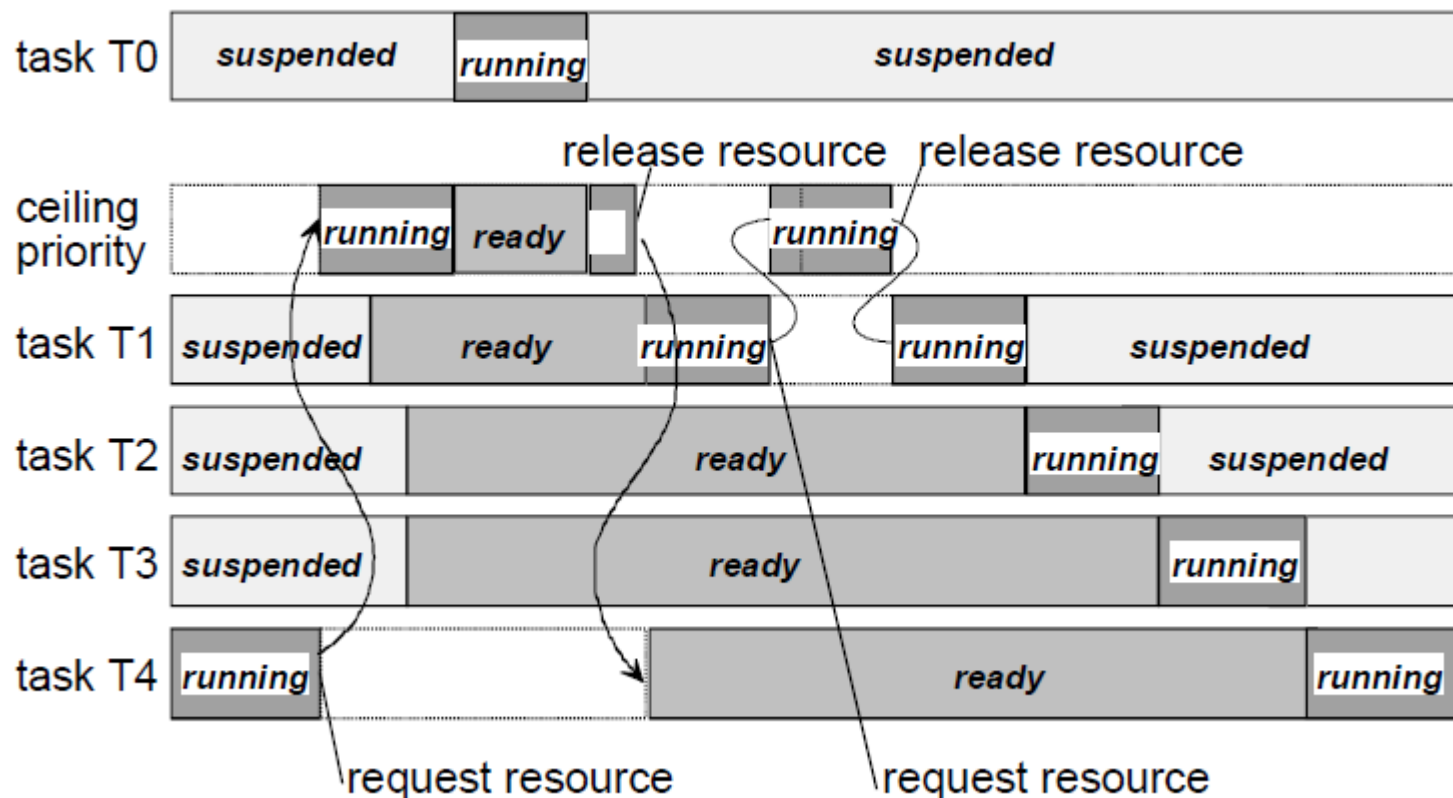 task T0 suspended running suspended
release resource release resource
ceiling running ready running
priority
task T1 suspended ready running running suspended
task T2 suspended ready running suspended
task T3 suspended ready running
task T4 running ready running
request resource request resource